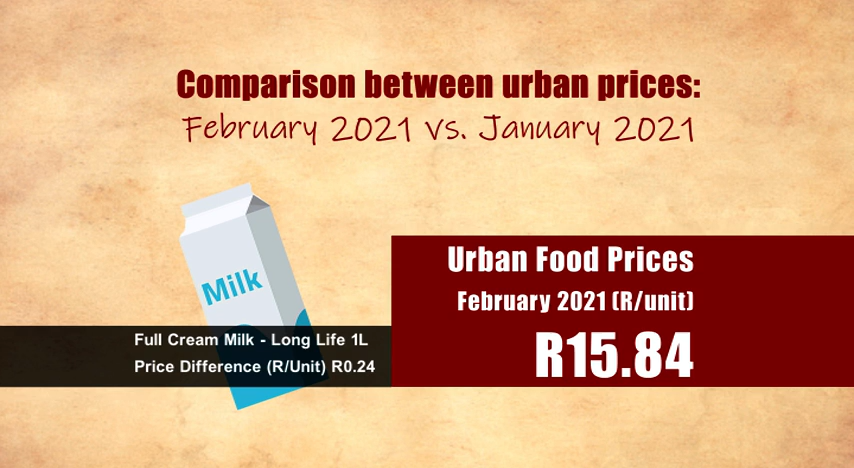 Comparison between urban prices:
February 2021 vs. January 2021
Milk
Urban Food Prices
February 2021 (R/unit)
R15.84
Full Cream Milk - Long Life 1L
Price Difference (R/Unit) R0.24